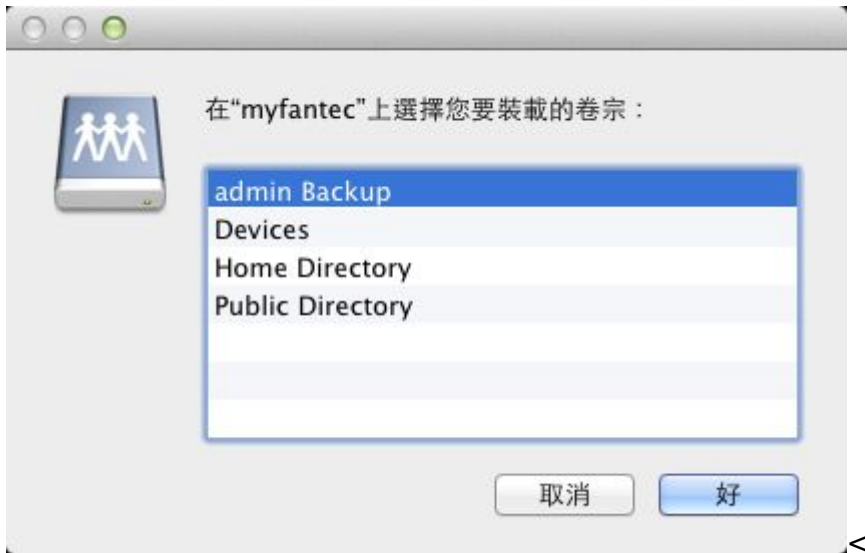 在“myfantec”上選擇您要裝載的卷宗：
admin Backup
Devices
Home Directory
Public Directory
取消
好
<